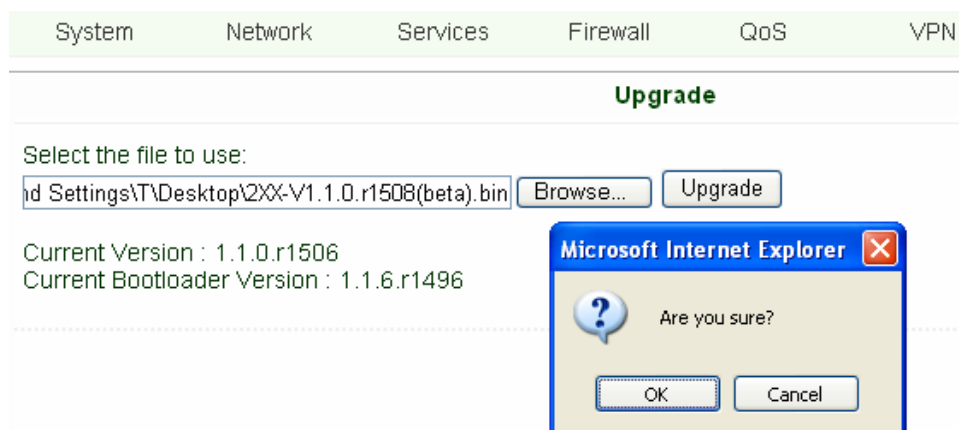 System Network Services Firewall QoS VPN
Upgrade
Select the file to use:
nd Settings\T\Desktop\2XX-V1.1.0.r1508(beta).bin Browse... Upgrade
Current Version : 1.1.0.r1506
Current Bootloader Version : 1.1.6.r1496
Microsoft Internet Explorer
Are you sure?
OK Cancel